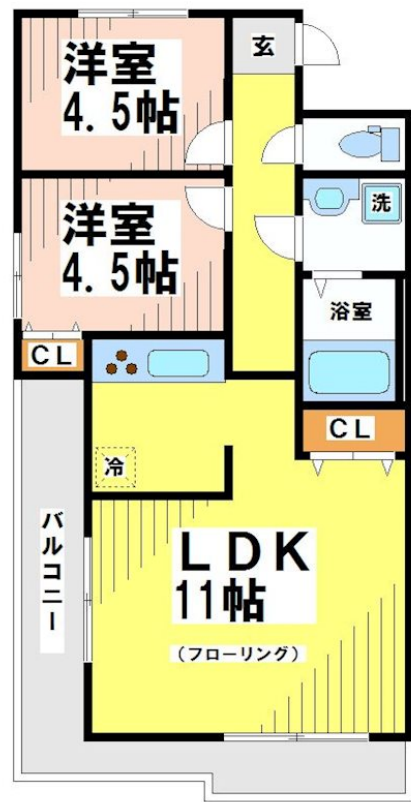 玄
洋室
4.5帖
洗
洋室
4.5帖
浴室
CL
CL
冷
バルコニー
LDK
11帖
(フローリング)